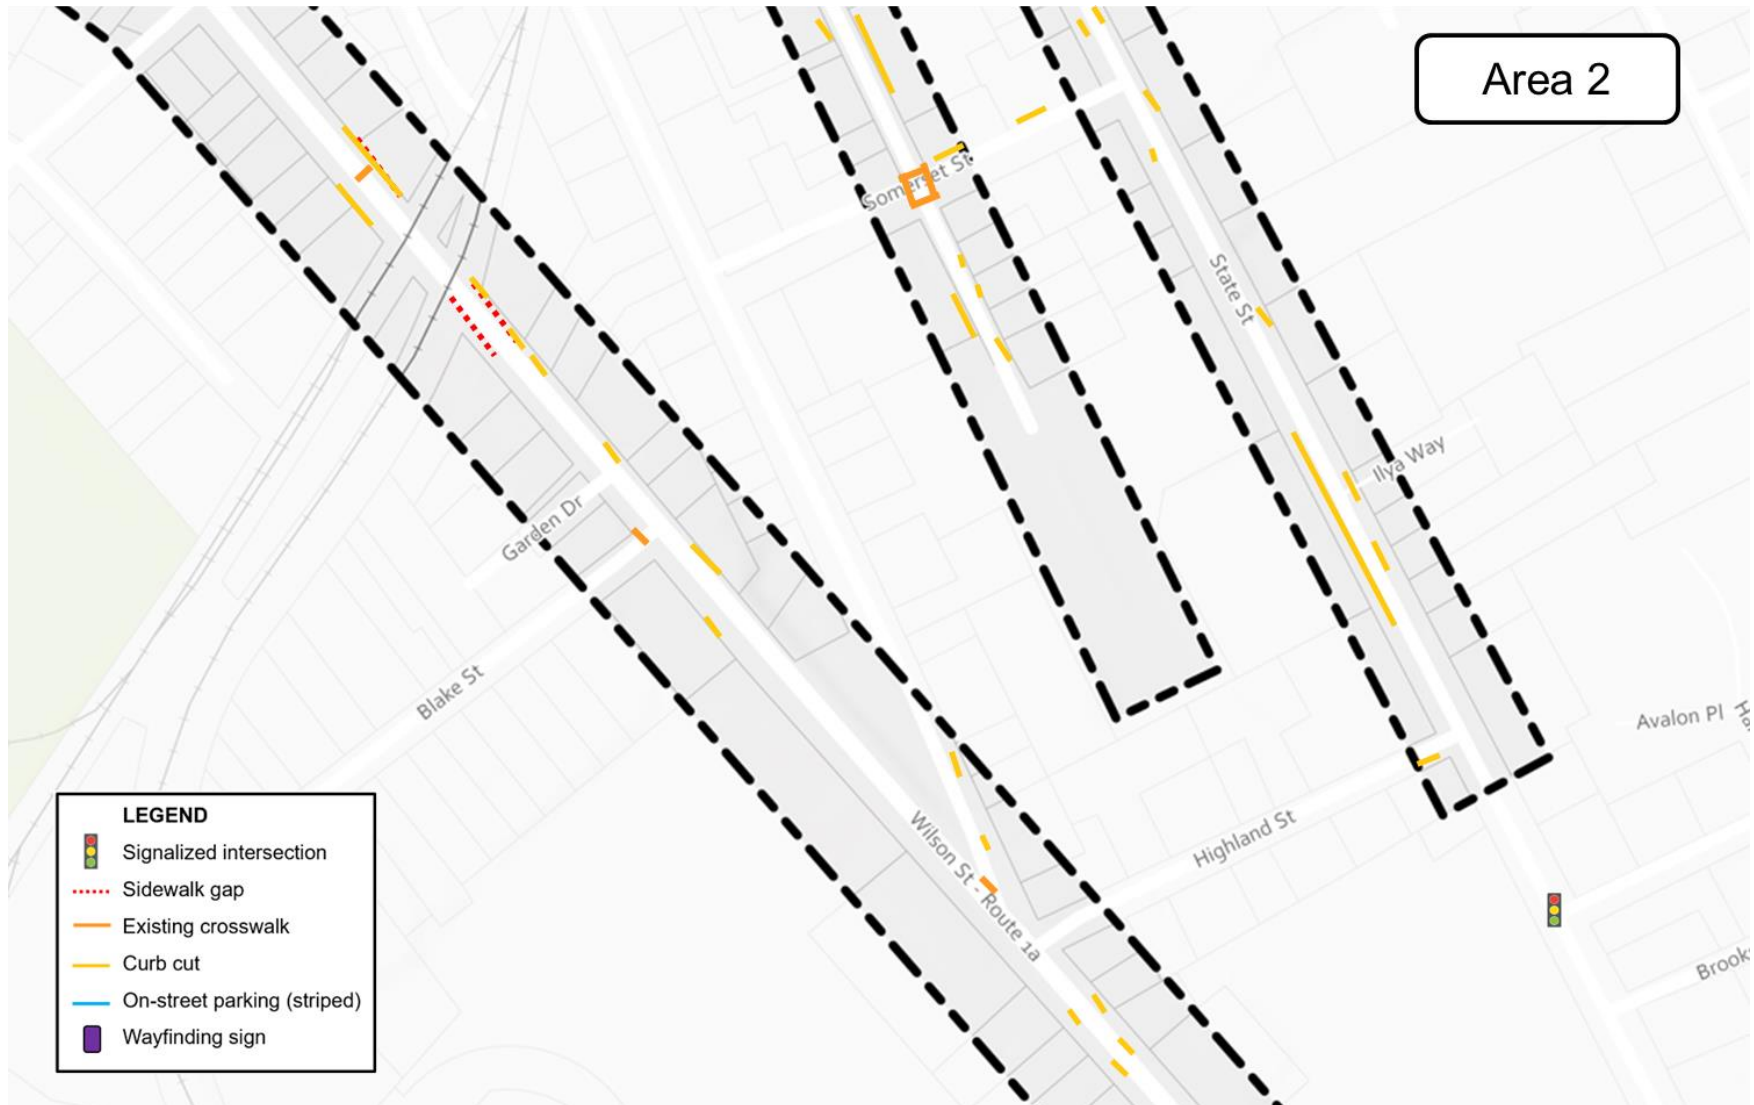 Area 2
Somerset St
State St
Ilya Way
Garden Dr
Blake St
Avalon Pl
Wilson St - Route 1a
Highland St
LEGEND
Signalized intersection
Sidewalk gap
Existing crosswalk
Curb cut
On-street parking (striped)
Wayfinding sign